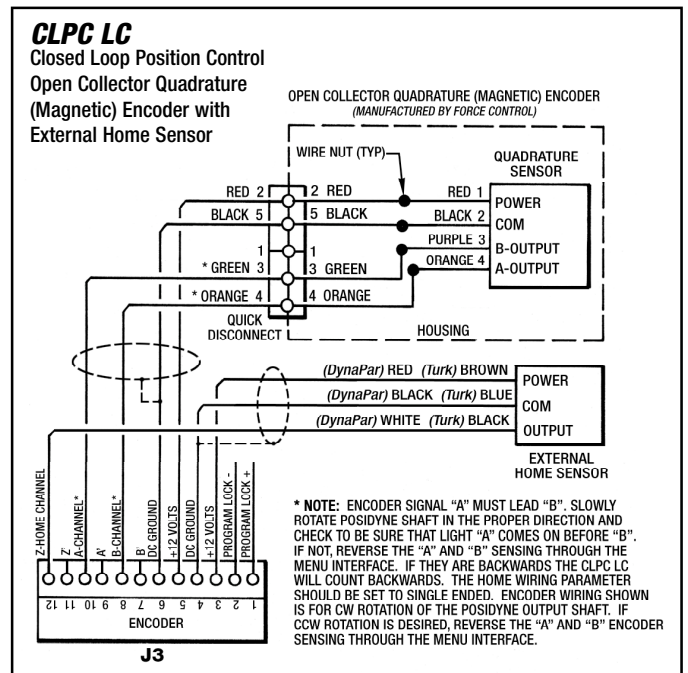 CLPC LC
Closed Loop Position Control
Open Collector Quadrature
(Magnetic) Encoder with
External Home Sensor
OPEN COLLECTOR QUADRATURE (MAGNETIC) ENCODER
(MANUFACTURED BY FORCE CONTROL)
WIRE NUT (TYP)
QUADRATURE
SENSOR
RED 2
2 RED
RED 1
POWER
BLACK 5
5 BLACK
BLACK 2
COM
1
1
PURPLE 3
B-OUTPUT
* GREEN 3
3 GREEN
ORANGE 4
A-OUTPUT
* ORANGE 4
4 ORANGE
QUICK
DISCONNECT
HOUSING
(DynaPar) RED (Turk) BROWN
POWER
(DynaPar) BLACK (Turk) BLUE
COM
(DynaPar) WHITE (Turk) BLACK
OUTPUT
EXTERNAL
HOME SENSOR
Z-HOME CHANNEL
Z'
A-CHANNEL*
A'
B-CHANNEL*
B'
DC GROUND
+12 VOLTS
DC GROUND
+12 VOLTS
PROGRAM LOCK -
PROGRAM LOCK +
12 11 10 9 8 7 6 5 4 3 2 1
ENCODER
J3
* NOTE: ENCODER SIGNAL “A” MUST LEAD “B”. SLOWLY
ROTATE POSIDYNE SHAFT IN THE PROPER DIRECTION AND
CHECK TO BE SURE THAT LIGHT “A” COMES ON BEFORE “B”.
IF NOT, REVERSE THE “A” AND “B” SENSING THROUGH THE
MENU INTERFACE. IF THEY ARE BACKWARDS THE CLPC LC
WILL COUNT BACKWARDS. THE HOME WIRING PARAMETER
SHOULD BE SET TO SINGLE ENDED. ENCODER WIRING SHOWN
IS FOR CW ROTATION OF THE POSIDYNE OUTPUT SHAFT. IF
CCW ROTATION IS DESIRED, REVERSE THE “A” AND “B” ENCODER
SENSING THROUGH THE MENU INTERFACE.